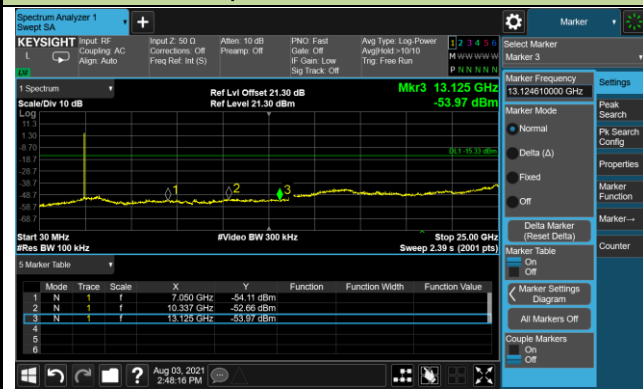 Spectrum Analyzer 1
Swept SA
Marker
KEYSIGHT
Input: RF
Coupling: AC
Align: Auto
Input Z: 50 Ω
Corrections: Off
Freq Ref: Int (S)
Atten: 10 dB
Preamp: Off
PNO: Fast
Gate: Off
IF Gain: Low
Sig Track: Off
Avg Type: Log-Power
Avg|Hold:>10/10
Trig: Free Run
1 2 3 4 5 6
M W W W W W
P N N N N N
L
Select Marker
Marker 3
1 Spectrum
Scale/Div 10 dB
Ref Lvl Offset 21.30 dB
Ref Level 21.30 dBm
Mkr3 13.125 GHz
-53.97 dBm
Log
11.3
1.30
-8.70
-18.7
-28.7
-38.7
-48.7
-58.7
-68.7
DL1 -15.33 dBm
1
2
3
Start 30 MHz
#Res BW 100 kHz
#Video BW 300 kHz
Stop 25.00 GHz
Sweep 2.39 s (2001 pts)
5 Marker Table
Mode Trace Scale X Y Function Function Width Function Value
1 N 1 f 7.050 GHz -54.11 dBm
2 N 1 f 10.337 GHz -52.66 dBm
3 N 1 f 13.125 GHz -53.97 dBm
4
5
6
Marker Frequency
13.124610000 GHz
Marker Mode
Normal
Delta (Δ)
Fixed
Off
Delta Marker
(Reset Delta)
Marker Table
On
Off
Marker Settings
Diagram
All Markers Off
Couple Markers
On
Off
Settings
Peak
Search
Pk Search
Config
Properties
Marker
Function
Marker→
Counter
?
Aug 03, 2021
2:48:16 PM